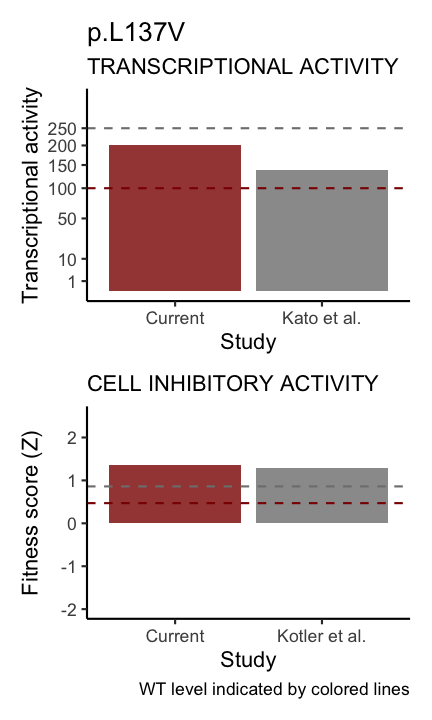 p.L137V
TRANSCRIPTIONAL ACTIVITY
Transcriptional activity
250
200
150
100
50
10
1
Current
Kato et al.
Study
CELL INHIBITORY ACTIVITY
Fitness score (Z)
2
1
0
-1
-2
Current
Kotler et al.
Study
WT level indicated by colored lines